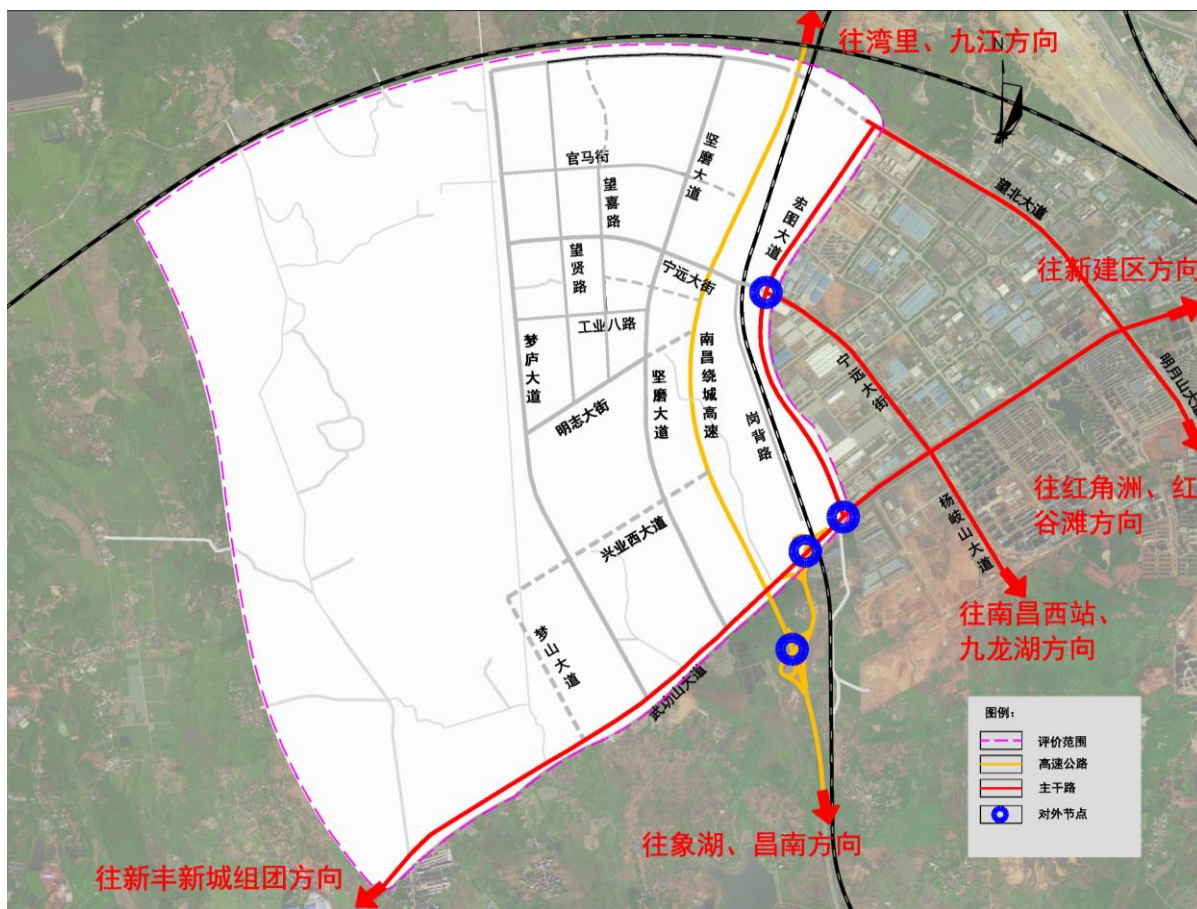 往湾里、九江方向
N
坚磨大道
官马街
望喜路
宏图大道
望北大道
望贤路
宁远大街
往新建区方向
工业八路
梦庐大道
南昌绕城高速
宁远大街
明月山大
坚磨大道
明志大街
岗背路
往红角洲、红
谷滩方向
杨岐山大道
兴业西大道
往南昌西站、
九龙湖方向
梦山大道
武功山大道
图例：
评价范围
高速公路
主干路
对外节点
往象湖、昌南方向
往新丰新城组团方向